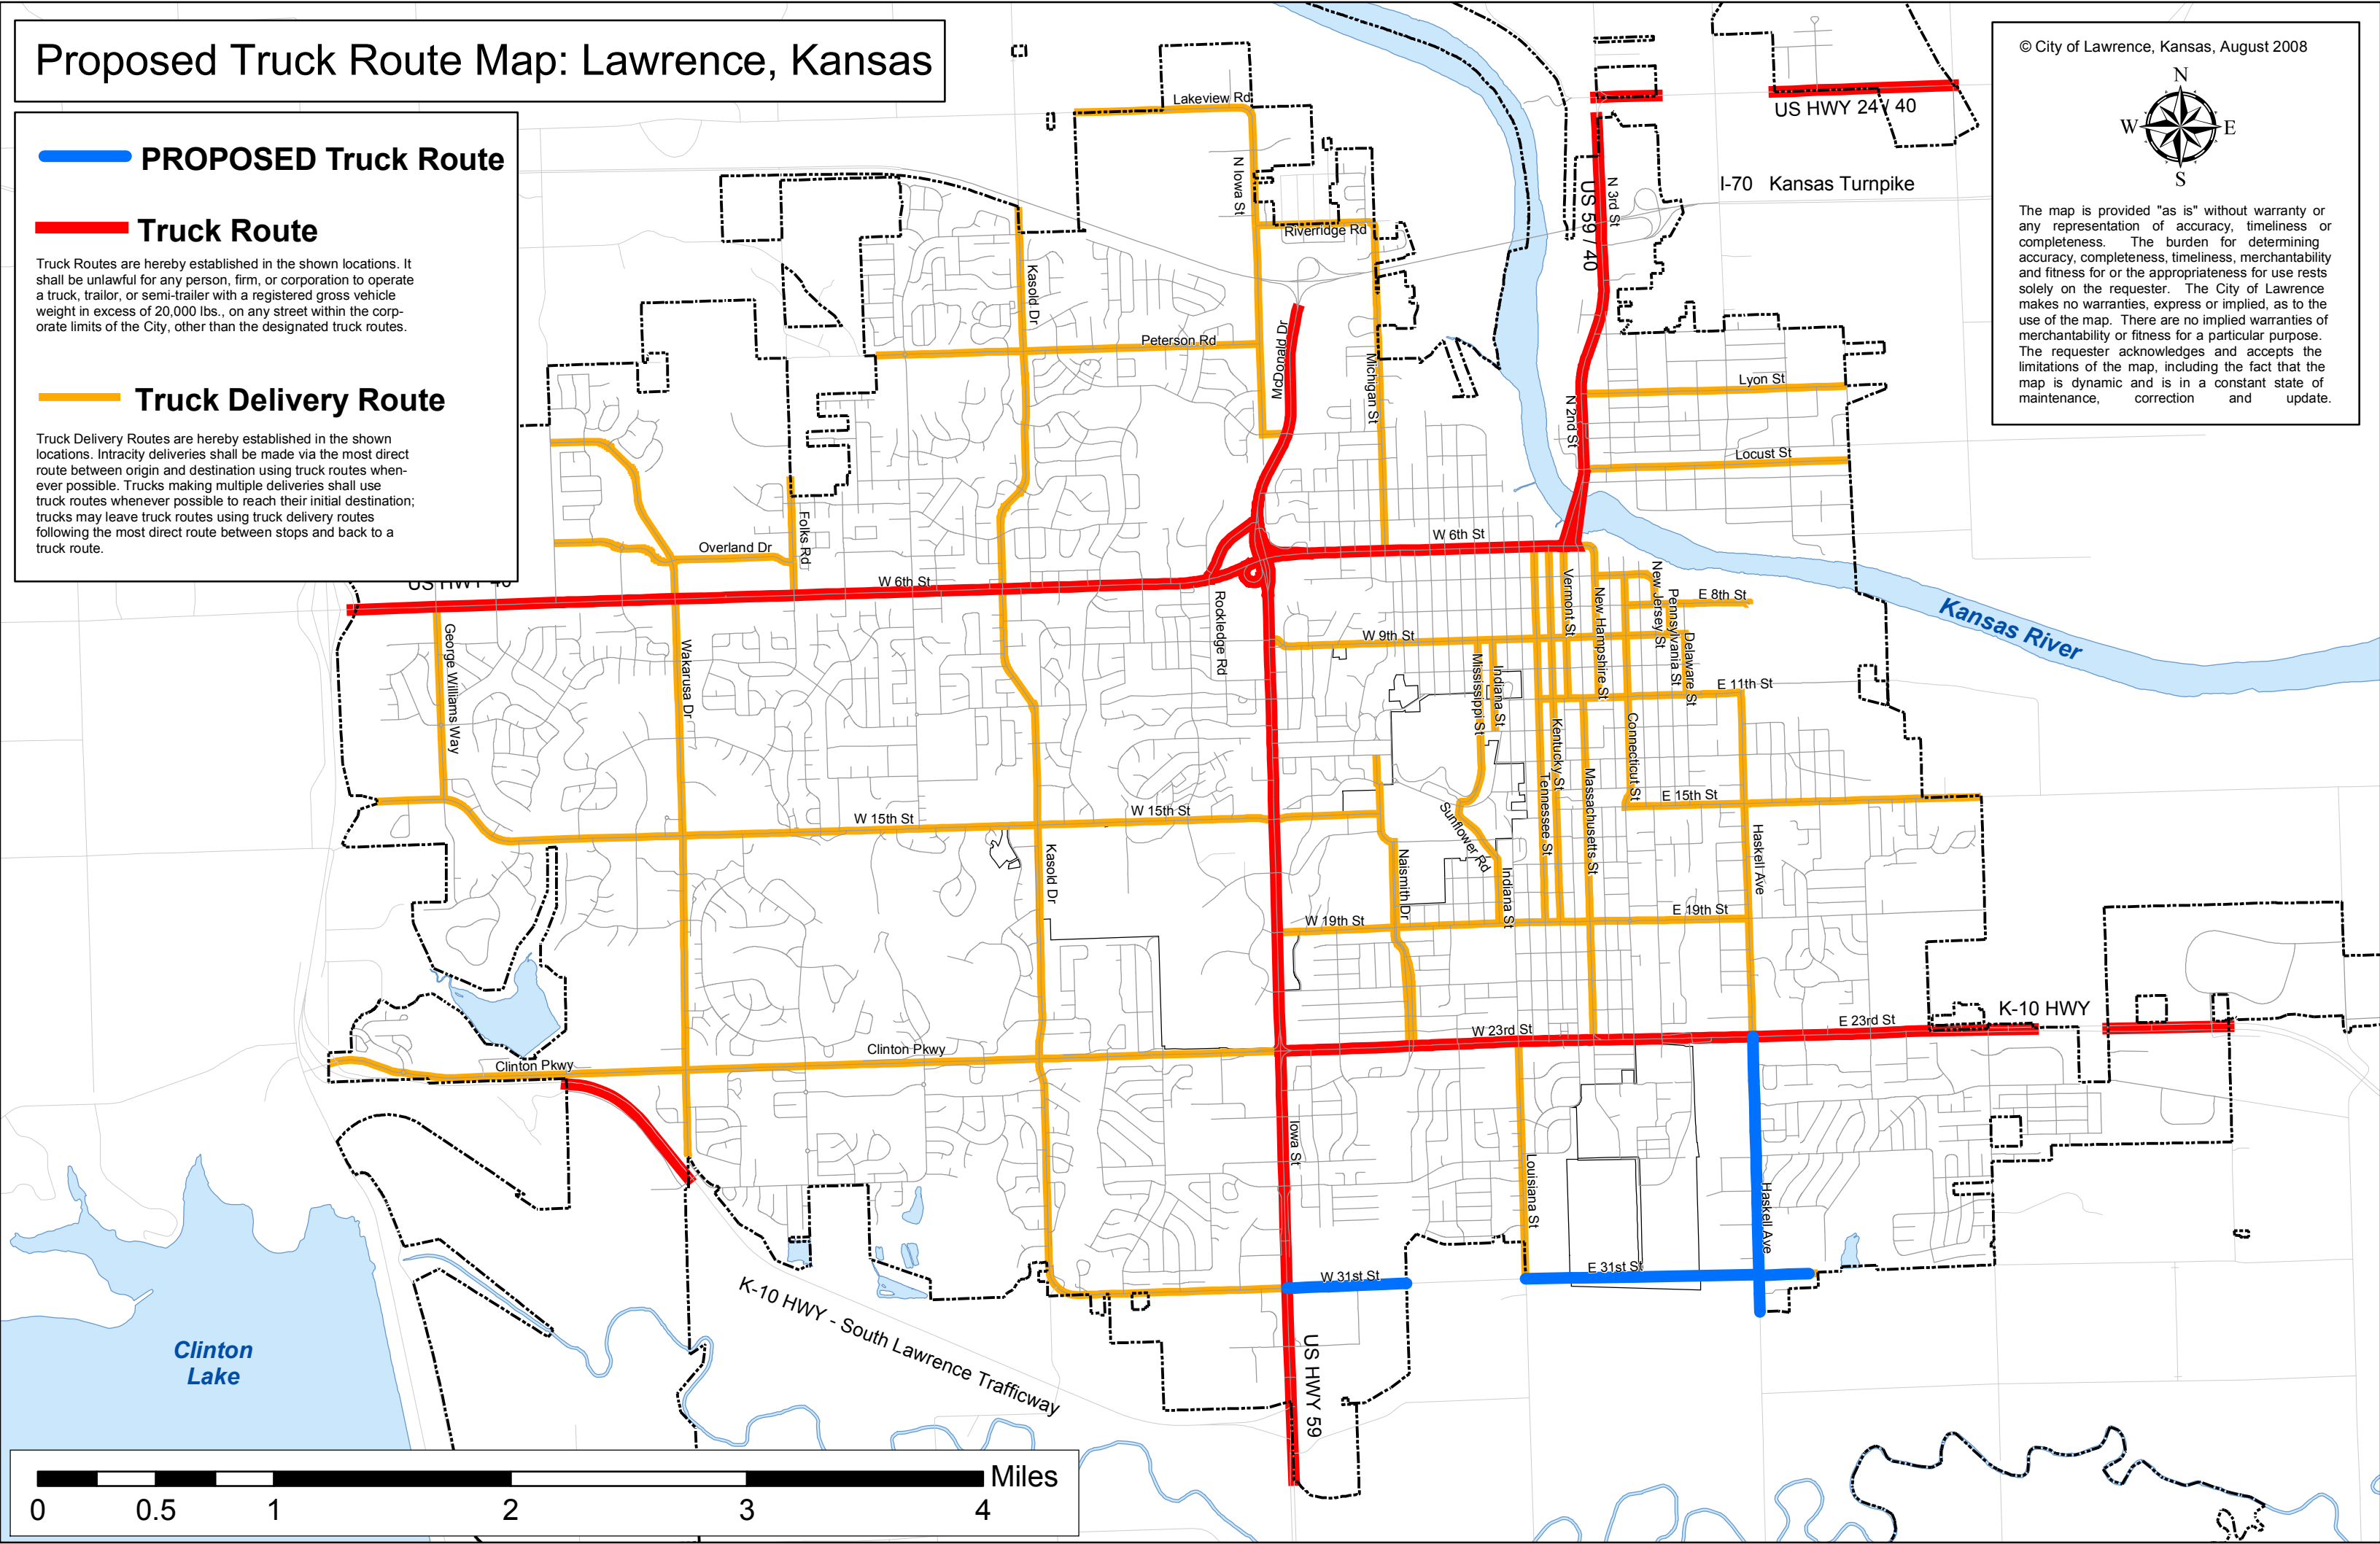 Proposed Truck Route Map: Lawrence, Kansas
PROPOSED Truck Route
Truck Route
Truck Routes are hereby established in the shown locations. It
shall be unlawful for any person, firm, or corporation to operate
a truck, trailor, or semi-trailer with a registered gross vehicle
weight in excess of 20,000 lbs., on any street within the corp-
orate limits of the City, other than the designated truck routes.
Truck Delivery Route
Truck Delivery Routes are hereby established in the shown
locations. Intracity deliveries shall be made via the most direct
route between origin and destination using truck routes when-
ever possible. Trucks making multiple deliveries shall use
truck routes whenever possible to reach their initial destination;
trucks may leave truck routes using truck delivery routes
following the most direct route between stops and back to a
truck route.
© City of Lawrence, Kansas, August 2008
N
W
E
S
The map is provided "as is" without warranty or
any representation of accuracy, timeliness or
completeness. The burden for determining
accuracy, completeness, timeliness, merchantability
and fitness for or the appropriateness for use rests
solely on the requester. The City of Lawrence
makes no warranties, express or implied, as to the
use of the map. There are no implied warranties of
merchantability or fitness for a particular purpose.
The requester acknowledges and accepts the
limitations of the map, including the fact that the
map is dynamic and is in a constant state of
maintenance, correction and update.
Lakeview Rd
US HWY 24 / 40
N Iowa St
US 59 / 40
N 3rd St
I-70 Kansas Turnpike
Riverridge Rd
Kasold Dr
Peterson Rd
McDonald Dr
Michigan St
Lyon St
N 2nd St
Locust St
Folks Rd
Overland Dr
W 6th St
US HWY 40
W 6th St
Rockledge Rd
Vermont St
New Hampshire St
New Jersey St
Pennsylvania St
Delaware St
E 8th St
Kansas River
George Williams Way
Wakarusa Dr
W 9th St
Mississippi St
Indiana St
E 11th St
Kentucky St
Tennessee St
Massachusetts St
Connecticut St
E 15th St
W 15th St
W 15th St
Sunflower Rd
Kasold Dr
Naismith Dr
Indiana St
Haskell Ave
W 19th St
E 19th St
K-10 HWY
W 23rd St
E 23rd St
Clinton Pkwy
Clinton Pkwy
Iowa St
Louisiana St
Haskell Ave
W 31st St
E 31st St
K-10 HWY - South Lawrence Trafficway
US HWY 59
Clinton
Lake
Miles
0 0.5 1 2 3 4